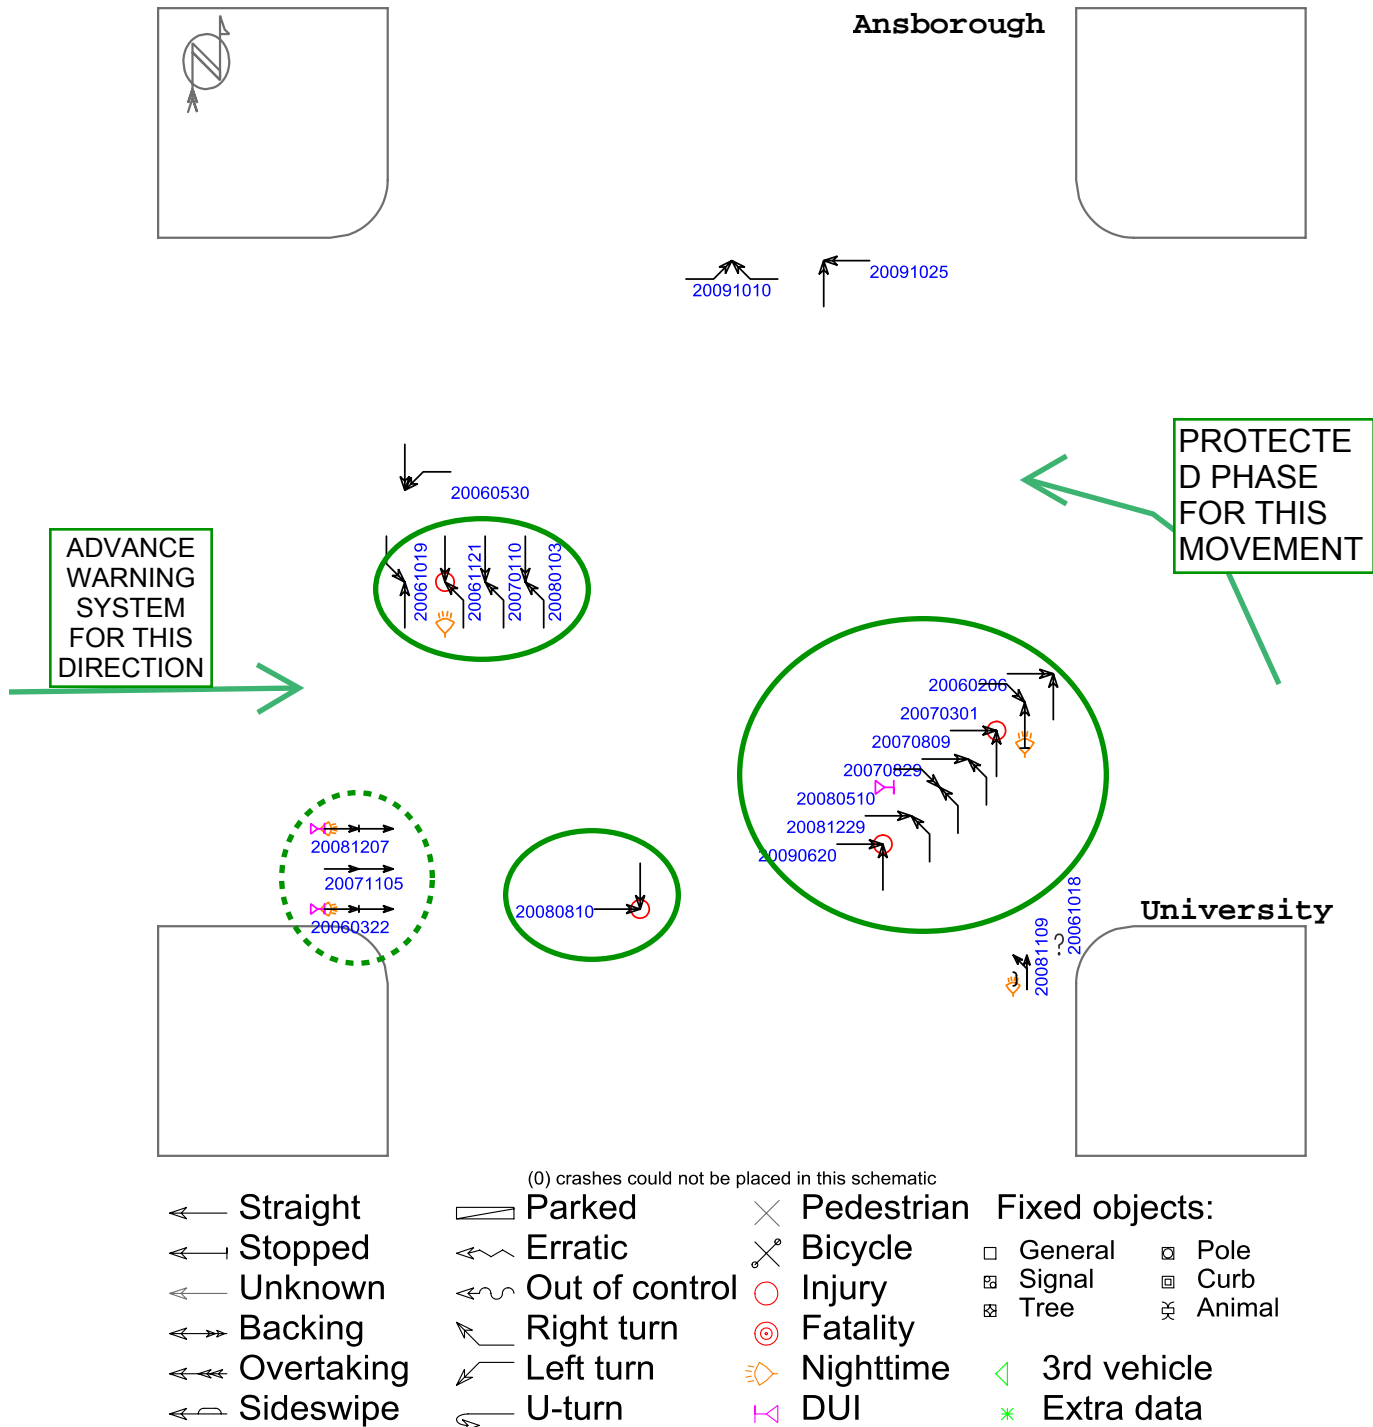 Ansborough
20091010
20091025
20060530
PROTECTE
D PHASE
FOR THIS
MOVEMENT
ADVANCE
WARNING
SYSTEM
FOR THIS
DIRECTION
20061019
20061121
20070110
20080103
20060206
20070301
20070809
20070829
20080510
20081229
20090620
20081207
20071105
20060322
20080810
20081109
20061018
?
University
(0) crashes could not be placed in this schematic
Straight
Stopped
Unknown
Backing
Overtaking
Sideswipe
Parked
Erratic
Out of control
Right turn
Left turn
U-turn
Pedestrian
Bicycle
Injury
Fatality
Nighttime
DUI
Fixed objects:
General
Signal
Tree
Pole
Curb
Animal
3rd vehicle
Extra data